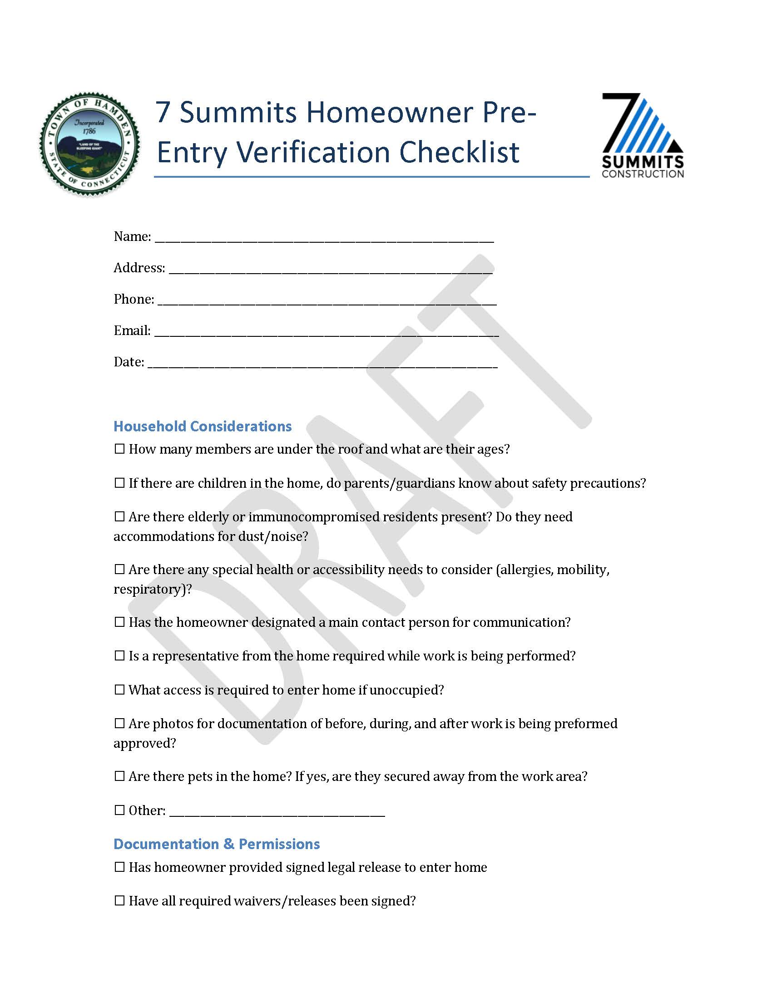 TOWN OF HAMDEN
Incorporated
1786
"LAND OF THE
SLEEPING GIANT"
STATE OF CONNECTICUT
7 Summits Homeowner Pre-
Entry Verification Checklist
7
SUMMITS
CONSTRUCTION
Name: ______________________________________________________________
Address: ______________________________________________________________
Phone: ______________________________________________________________
Email: ______________________________________________________________
Date: ______________________________________________________________
DRAFT
Household Considerations
☐ How many members are under the roof and what are their ages?
☐ If there are children in the home, do parents/guardians know about safety precautions?
☐ Are there elderly or immunocompromised residents present? Do they need
accommodations for dust/noise?
☐ Are there any special health or accessibility needs to consider (allergies, mobility,
respiratory)?
☐ Has the homeowner designated a main contact person for communication?
☐ Is a representative from the home required while work is being performed?
☐ What access is required to enter home if unoccupied?
☐ Are photos for documentation of before, during, and after work is being preformed
approved?
☐ Are there pets in the home? If yes, are they secured away from the work area?
☐ Other: ________________________________________
Documentation & Permissions
☐ Has homeowner provided signed legal release to enter home
☐ Have all required waivers/releases been signed?